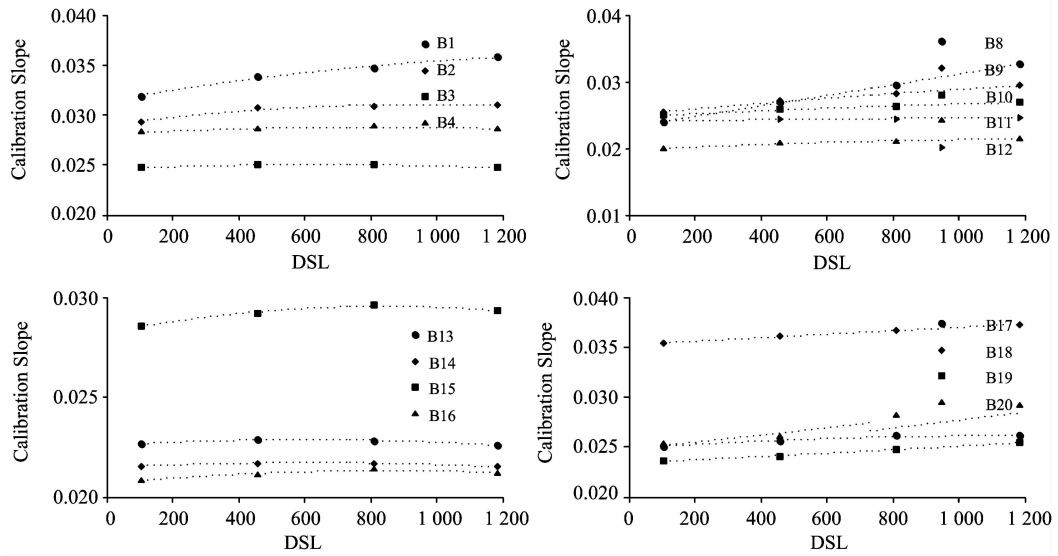 0.040
0.035
0.030
0.025
0.020
Calibration Slope
B1
B2
B3
B4
0 200 400 600 800 1 000 1 200
DSL
0.04
0.03
0.02
0.01
Calibration Slope
B8
B9
B10
B11
B12
0 200 400 600 800 1 000 1 200
DSL
0.030
0.025
0.020
Calibration Slope
B13
B14
B15
B16
0 200 400 600 800 1 000 1 200
DSL
0.040
0.035
0.030
0.025
0.020
Calibration Slope
B17
B18
B19
B20
0 200 400 600 800 1 000 1 200
DSL